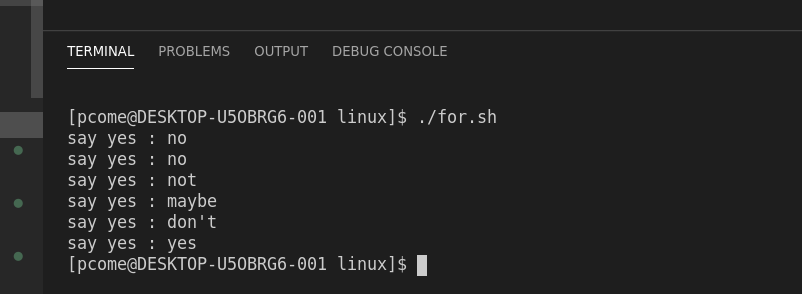 TERMINAL PROBLEMS OUTPUT DEBUG CONSOLE
[pcome@DESKTOP-U5OBRG6-001 linux]$ ./for.sh
say yes : no
say yes : no
say yes : not
say yes : maybe
say yes : don't
say yes : yes
[pcome@DESKTOP-U5OBRG6-001 linux]$